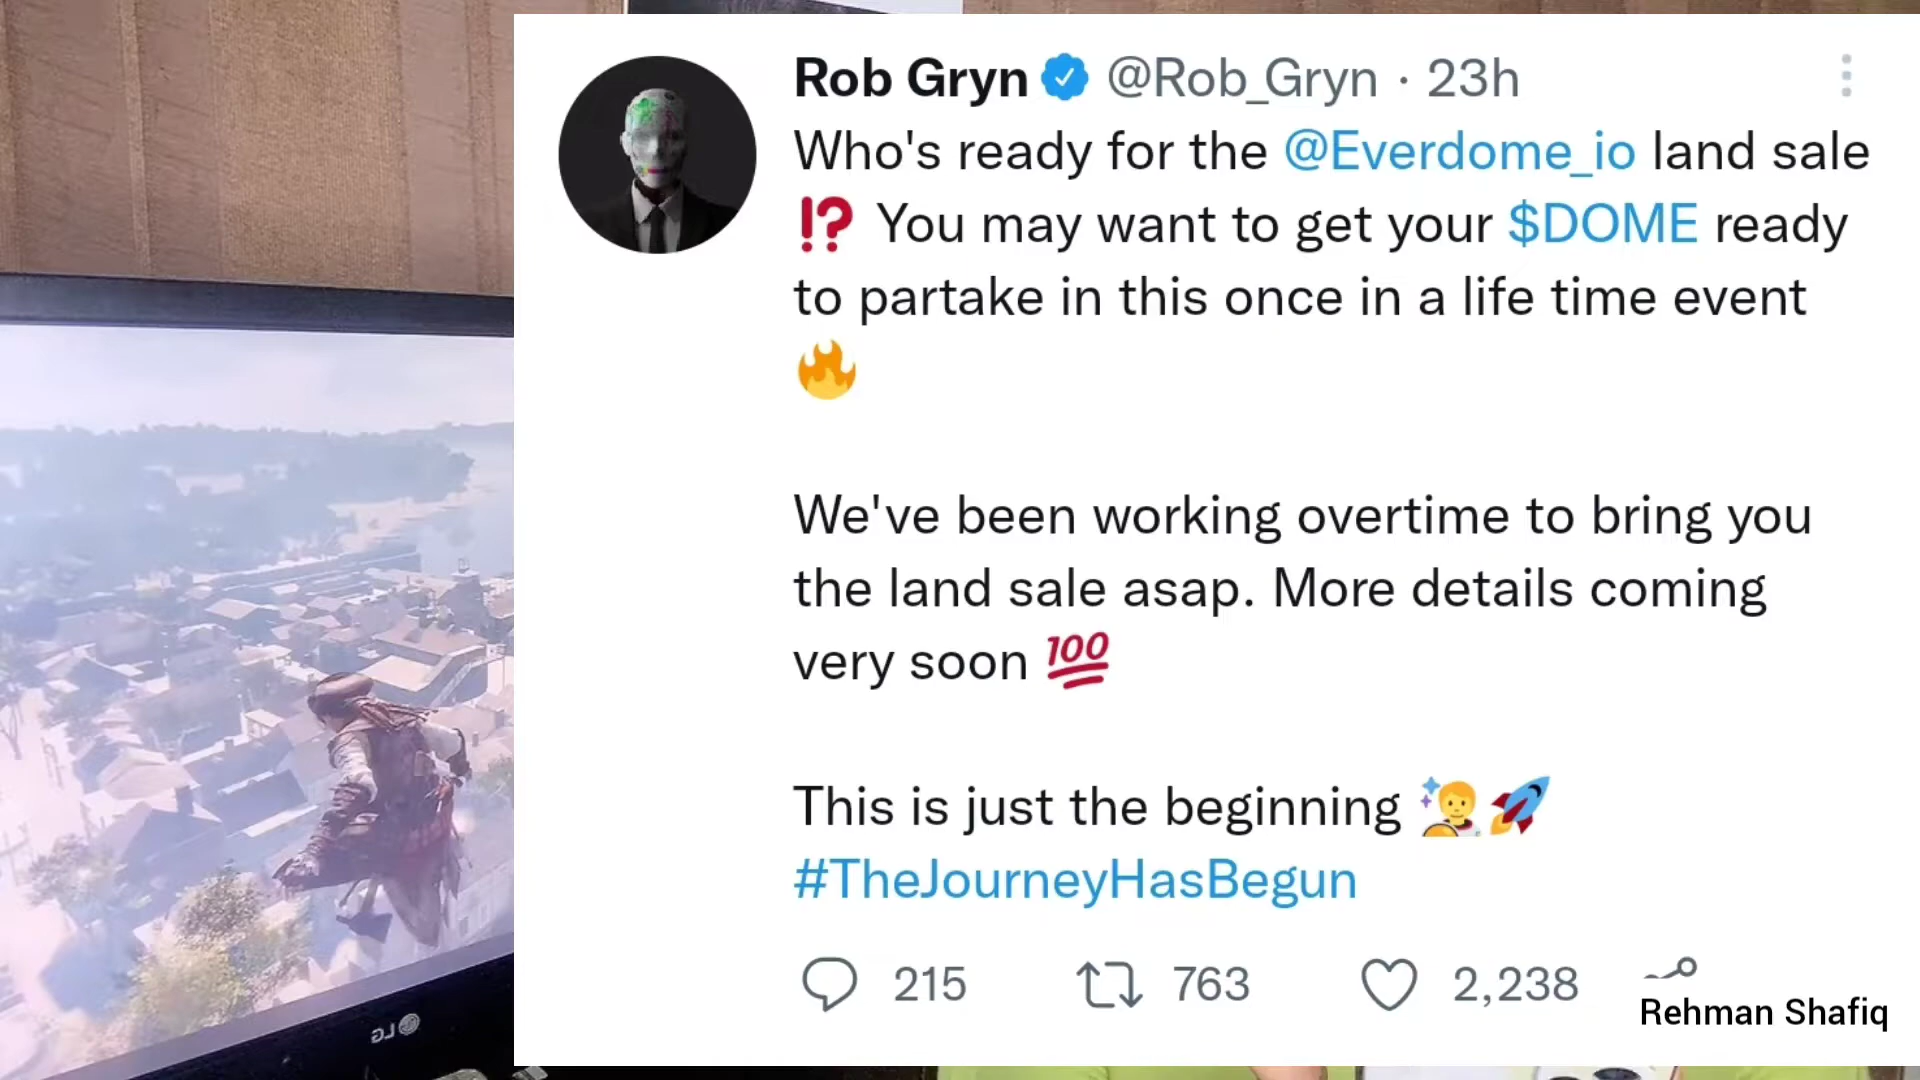 Rob Gryn @Rob_Gryn · 23h
Who's ready for the @Everdome_io land sale
⁉️ You may want to get your $DOME ready
to partake in this once in a life time event
🔥
We've been working overtime to bring you
the land sale asap. More details coming
very soon 💯
This is just the beginning 🧑‍🚀🚀
#TheJourneyHasBegun
215 763 2,238
Rehman Shafiq
LG